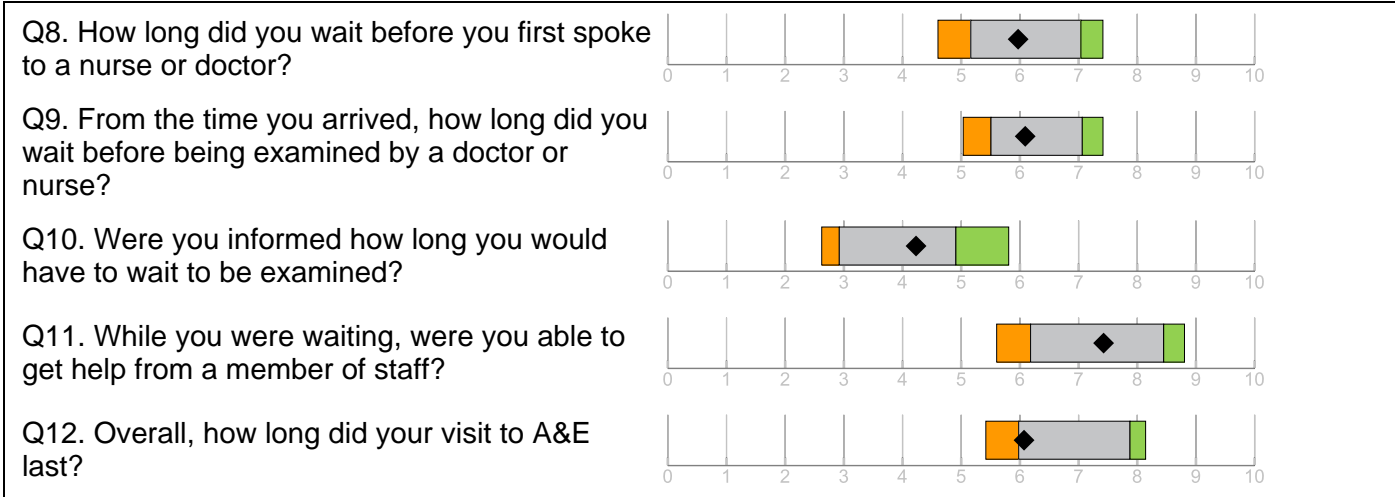 Q8. How long did you wait before you first spoke
to a nurse or doctor?
0 1 2 3 4 5 6 7 8 9 10
Q9. From the time you arrived, how long did you
wait before being examined by a doctor or
nurse?
0 1 2 3 4 5 6 7 8 9 10
Q10. Were you informed how long you would
have to wait to be examined?
0 1 2 3 4 5 6 7 8 9 10
Q11. While you were waiting, were you able to
get help from a member of staff?
0 1 2 3 4 5 6 7 8 9 10
Q12. Overall, how long did your visit to A&E
last?
0 1 2 3 4 5 6 7 8 9 10